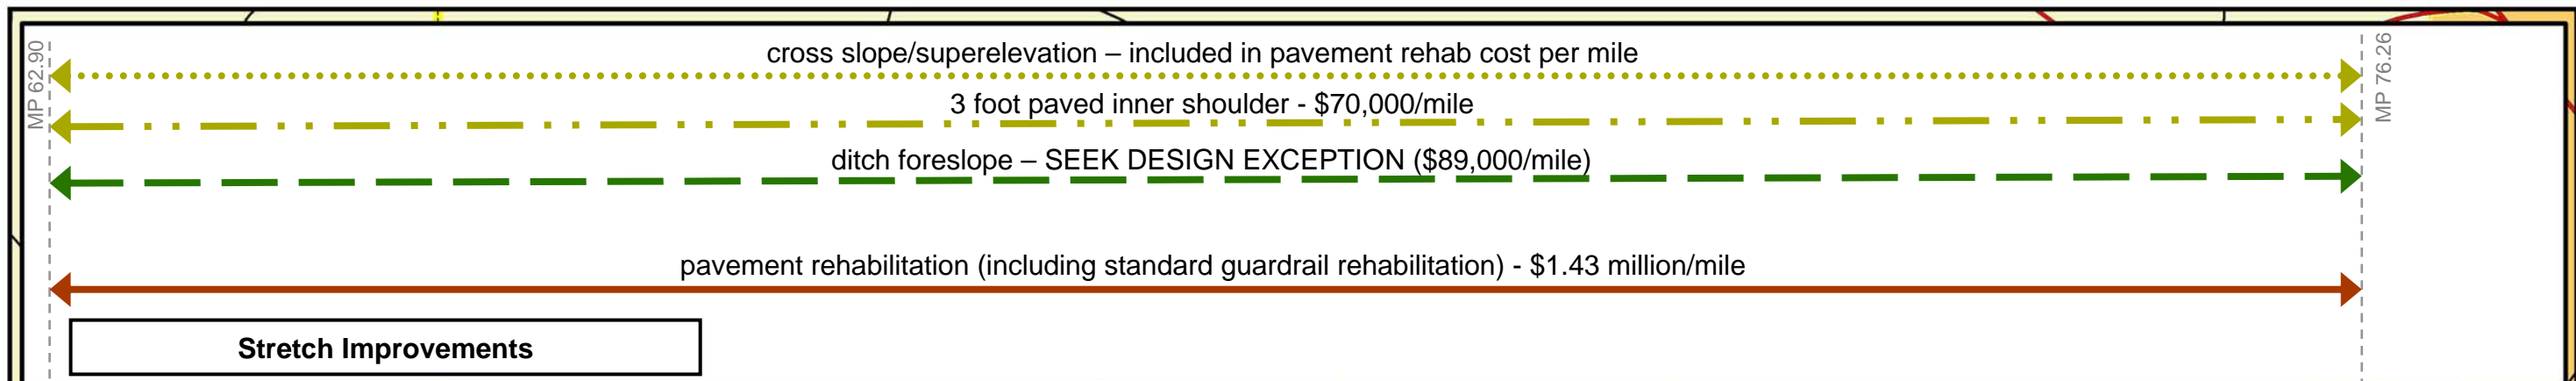 MP 62.90
cross slope/superelevation – included in pavement rehab cost per mile
MP 76.26
3 foot paved inner shoulder - $70,000/mile
ditch foreslope – SEEK DESIGN EXCEPTION ($89,000/mile)
pavement rehabilitation (including standard guardrail rehabilitation) - $1.43 million/mile
Stretch Improvements